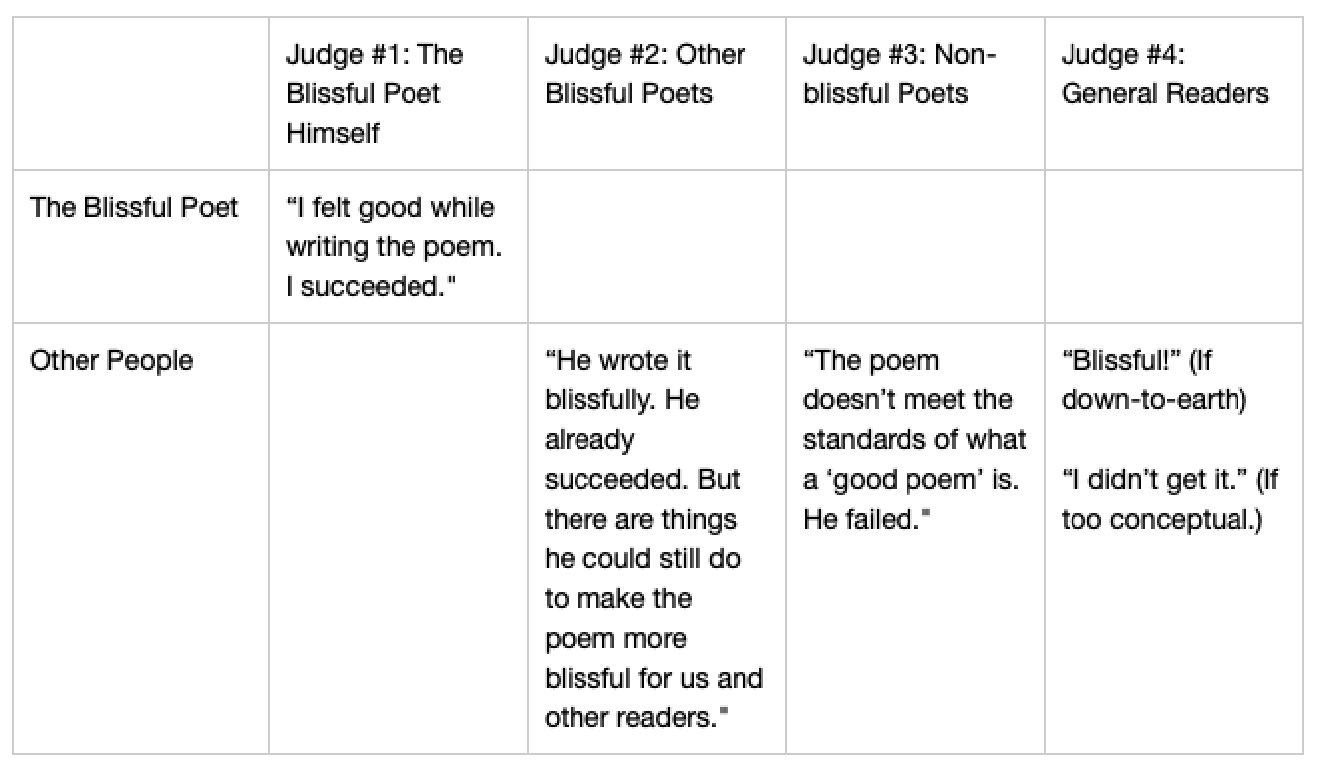 Judge #1: The
Blissful Poet
Himself
Judge #2: Other
Blissful Poets
Judge #3: Non-
blissful Poets
Judge #4:
General Readers
The Blissful Poet
“I felt good while
writing the poem.
I succeeded."
Other People
“He wrote it
blissfully. He
already
succeeded. But
there are things
he could still do
to make the
poem more
blissful for us and
other readers."
“The poem
doesn’t meet the
standards of what
a ‘good poem’ is.
He failed."
“Blissful!” (If
down-to-earth)
“I didn’t get it.” (If
too conceptual.)